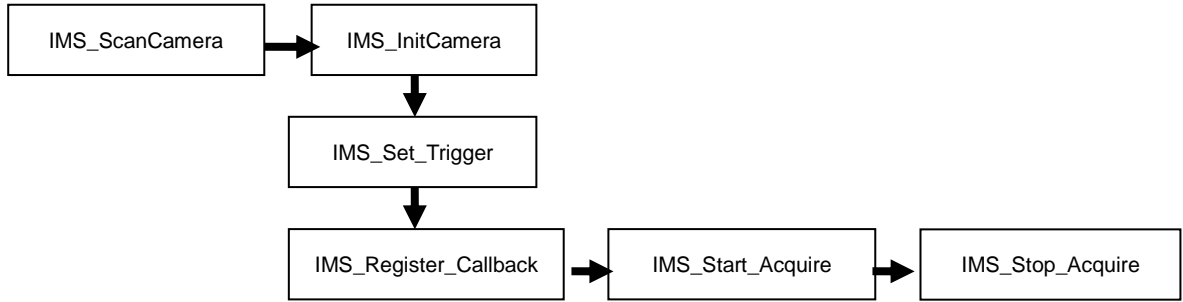 IMS_ScanCamera
IMS_InitCamera
IMS_Set_Trigger
IMS_Register_Callback
IMS_Start_Acquire
IMS_Stop_Acquire